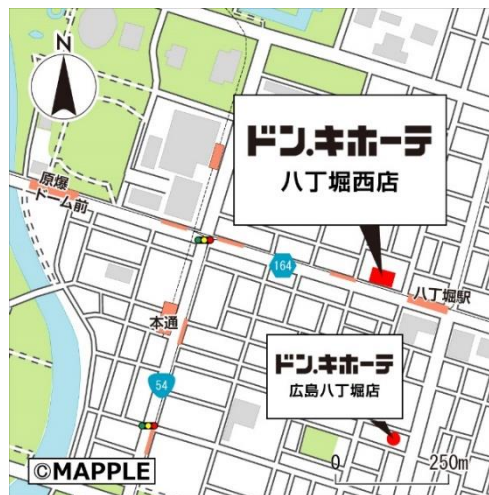 N
ドン.キホーテ
八丁堀西店
原爆
ドーム前
164
八丁堀駅
本通
ドン.キホーテ
広島八丁堀店
54
0 250m
©MAPPLE